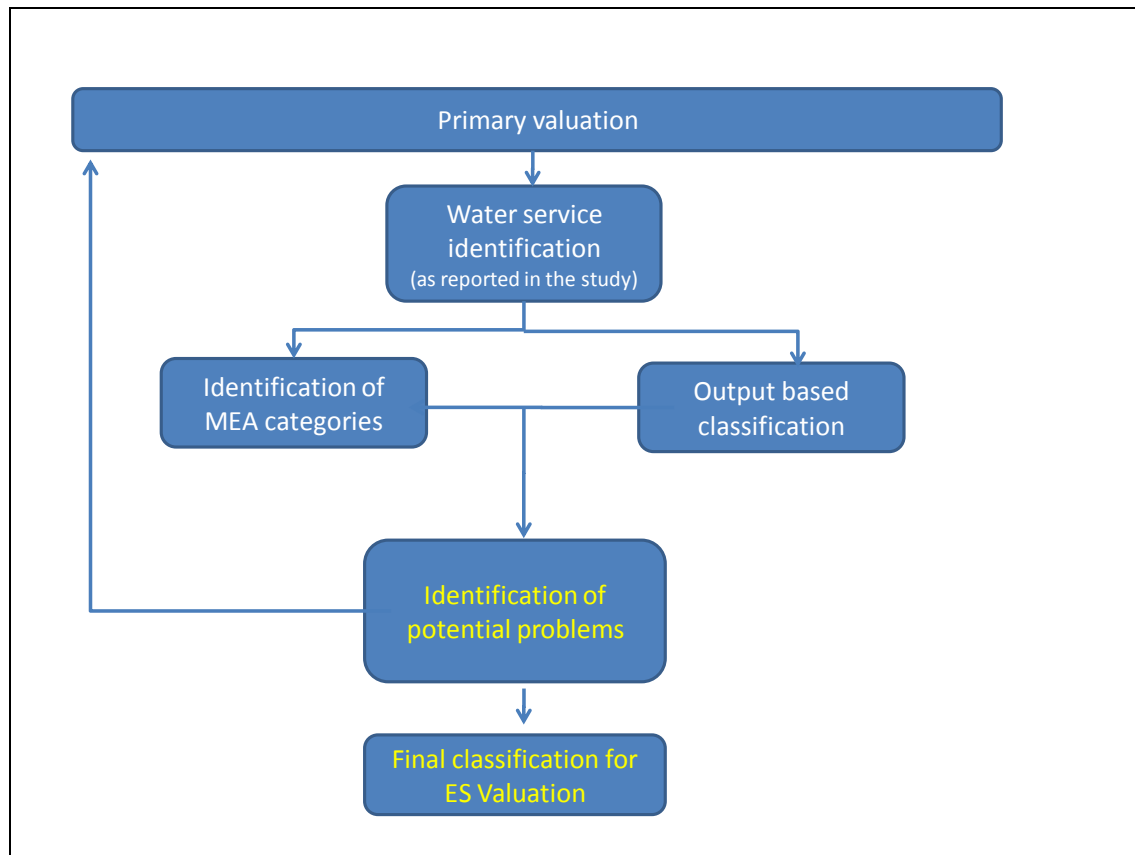 Primary valuation
Water service
identification
(as reported in the study)
Identification of
MEA categories
Output based
classification
Identification of
potential problems
Final classification for
ES Valuation